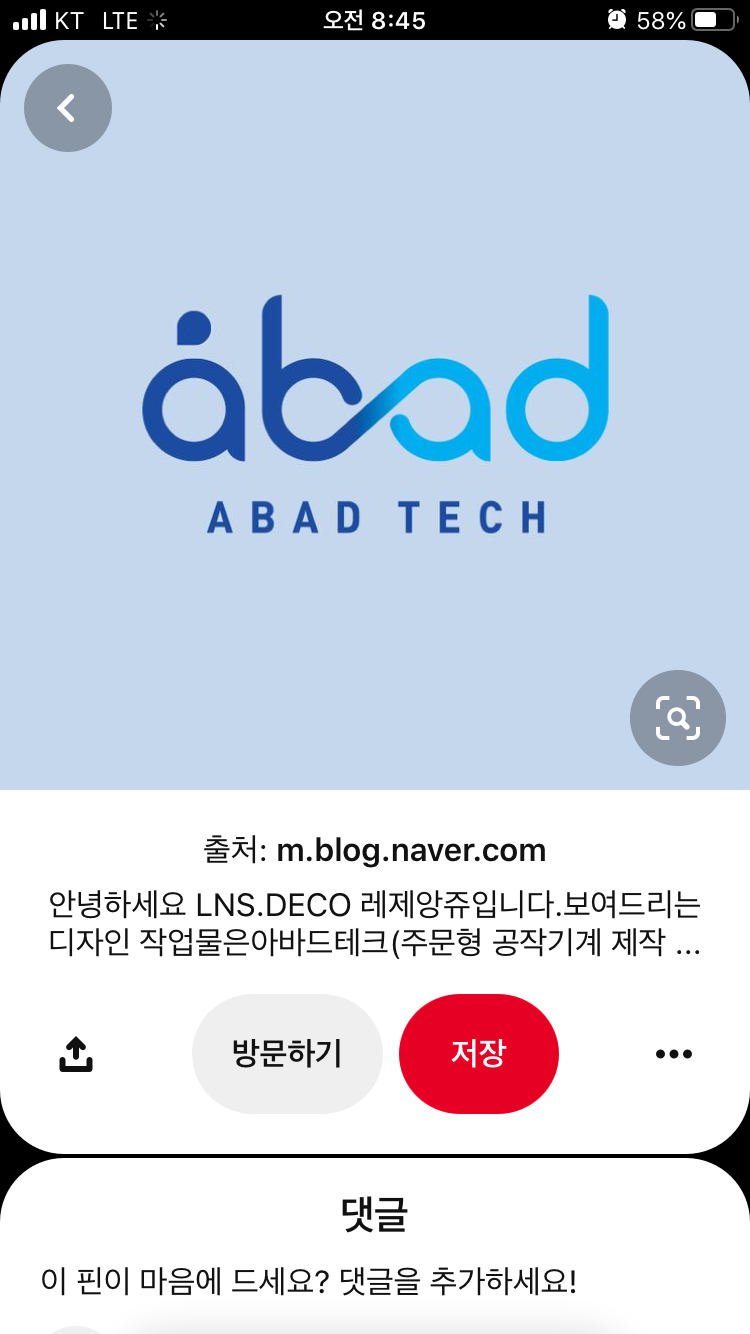 KT LTE 오전 8:45 58%
abad
ABAD TECH
출처: m.blog.naver.com
안녕하세요 LNS.DECO 레제앙쥬입니다.보여드리는
디자인 작업물은아바드테크(주문형 공작기계 제작 ...
방문하기 저장
댓글
이 핀이 마음에 드세요? 댓글을 추가하세요!